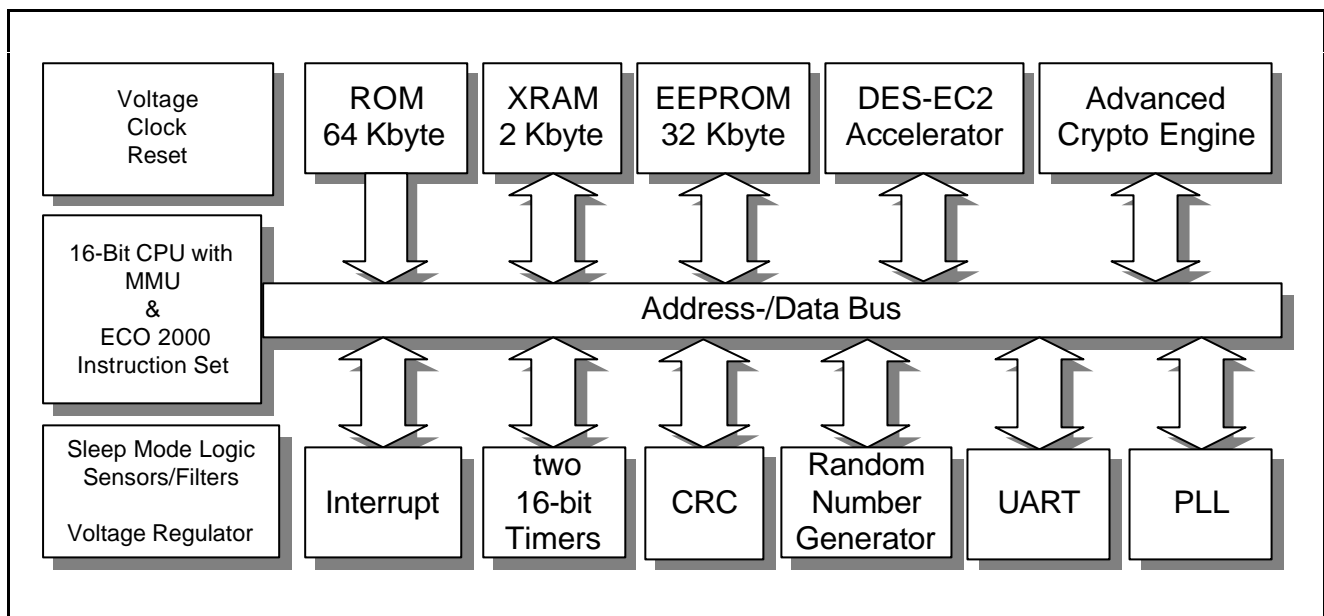 Voltage
Clock
Reset
ROM
64 Kbyte
XRAM
2 Kbyte
EEPROM
32 Kbyte
DES-EC2
Accelerator
Advanced
Crypto Engine
16-Bit CPU with
MMU
&
ECO 2000
Instruction Set
Address-/Data Bus
Sleep Mode Logic
Sensors/Filters
Voltage Regulator
Interrupt
two
16-bit
Timers
CRC
Random
Number
Generator
UART
PLL